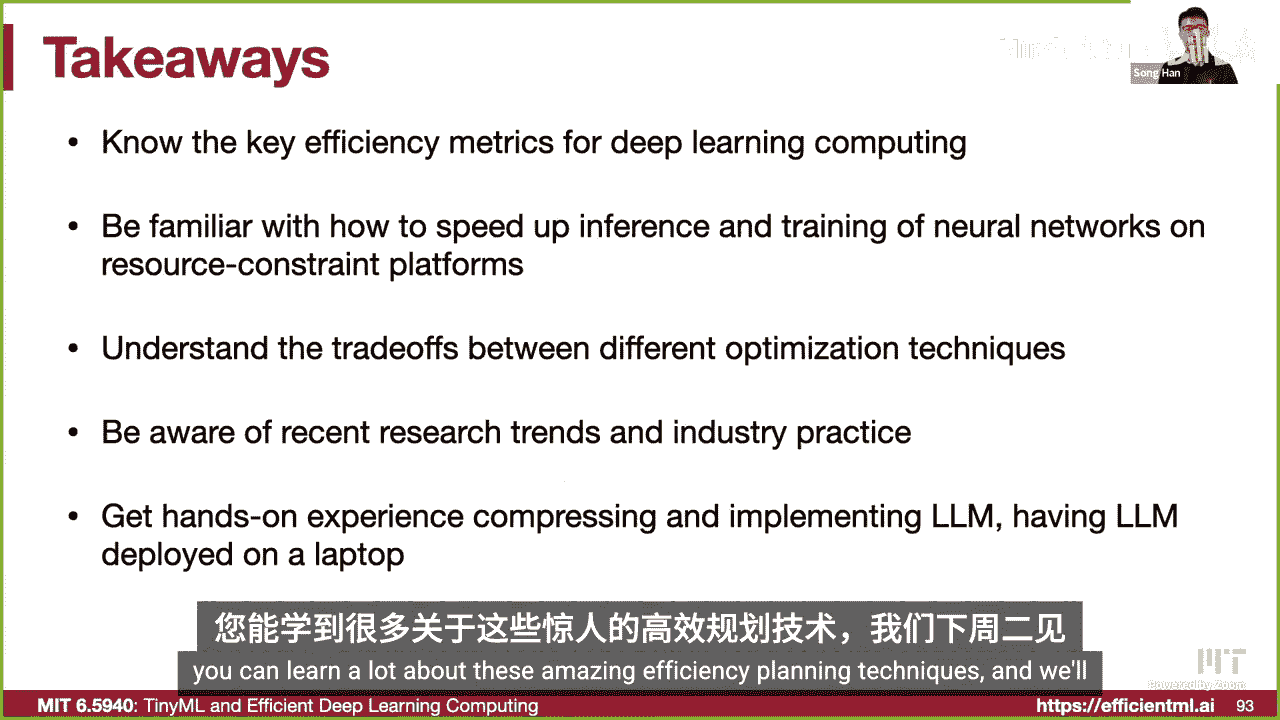 Takeaways
Song Han
• Know the key efficiency metrics for deep learning computing
• Be familiar with how to speed up inference and training of neural networks on
resource-constraint platforms
• Understand the tradeoffs between different optimization techniques
• Be aware of recent research trends and industry practice
• Get hands-on experience compressing and implementing LLM, having LLM
deployed on a laptop
您能学到很多关于这些惊人的高效规划技术，我们下周二见
you can learn a lot about these amazing efficiency planning techniques, and we'll
MIT
Powered by Zoom
MIT 6.5940: TinyML and Efficient Deep Learning Computing
https://efficientml.ai
93